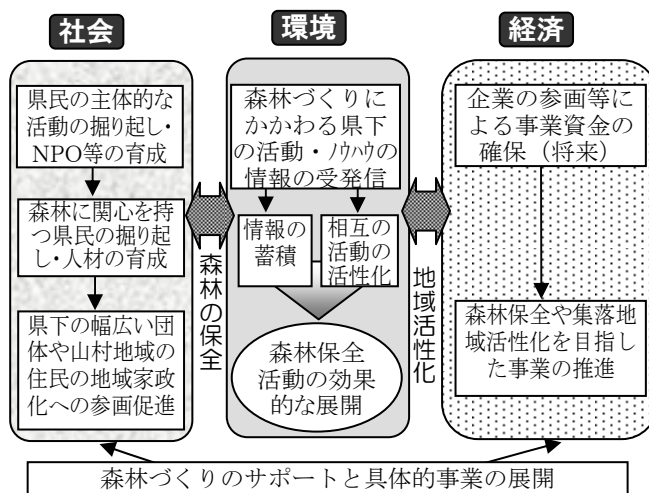 社会
環境
経済
県民の主体的な
活動の掘り起し・
NPO等の育成
森林に関心を持
つ県民の掘り起
し・人材の育成
県下の幅広い団
体や山村地域の
住民の地域家政
化への参画促進
森林の保全
森林づくりに
かかわる県下
の活動・ﾉｳﾊｳの
情報の受発信
情報の
蓄積
相互の
活動の
活性化
森林保全
活動の効果
的な展開
地域活性化
企業の参画等に
よる事業資金の
確保（将来）
森林保全や集落地
域活性化を目指し
た事業の推進
森林づくりのサポートと具体的事業の展開